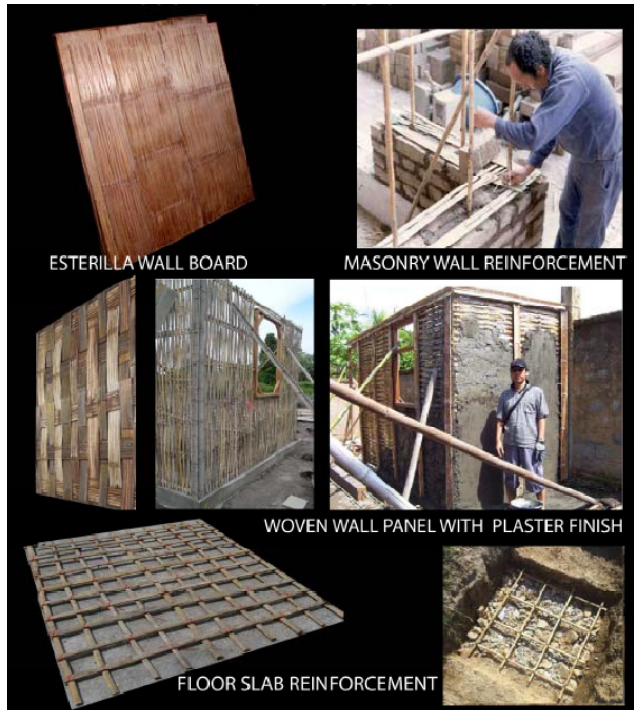 ESTERILLA WALL BOARD
MASONRY WALL REINFORCEMENT
WOVEN WALL PANEL WITH PLASTER FINISH
FLOOR SLAB REINFORCEMENT